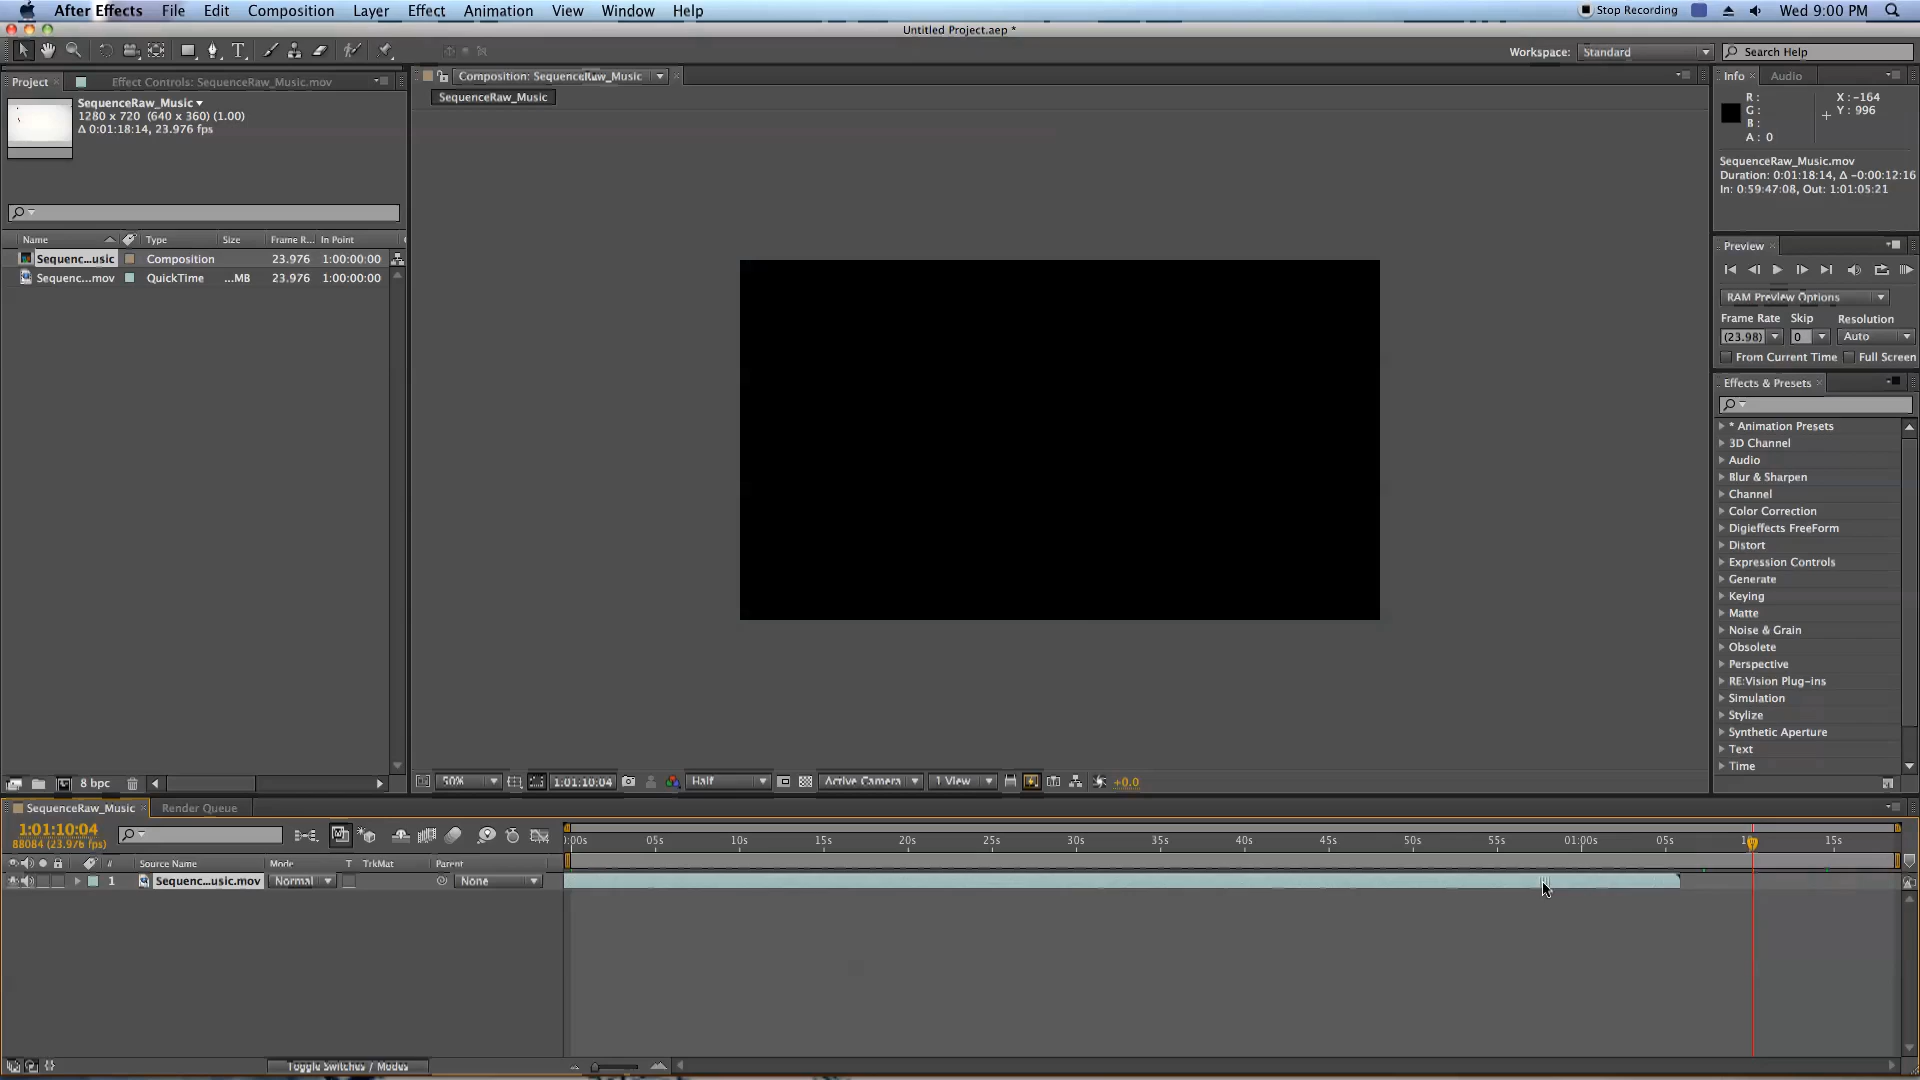 After Effects File Edit Composition Layer Effect Animation View Window Help Stop Recording Wed 9:00 PM
Untitled Project.aep *
Workspace: Standard Search Help
Project Effect Controls: SequenceRaw_Music.mov
SequenceRaw_Music
1280 x 720 (640 x 360) (1.00)
Δ 0:01:18:14, 23.976 fps
Name Type Size Frame R... In Point
Sequenc...usic Composition 23.976 1:00:00:00
Sequenc...mov QuickTime ...MB 23.976 1:00:00:00
8 bpc
Composition: SequenceRaw_Music
SequenceRaw_Music
50% 1:01:10:04 Half Active Camera 1 View +0.0
Info Audio
R: X: -164
G: Y: 996
B:
A: 0
SequenceRaw_Music.mov
Duration: 0:01:18:14, Δ -0:00:12:16
In: 0:59:47:08, Out: 1:01:05:21
Preview
RAM Preview Options
Frame Rate Skip Resolution
(23.98) 0 Auto
From Current Time Full Screen
Effects & Presets
* Animation Presets
3D Channel
Audio
Blur & Sharpen
Channel
Color Correction
Digieffects FreeForm
Distort
Expression Controls
Generate
Keying
Matte
Noise & Grain
Obsolete
Perspective
RE:Vision Plug-ins
Simulation
Stylize
Synthetic Aperture
Text
Time
SequenceRaw_Music Render Queue
1:01:10:04
88084 (23.976 fps)
:00s 05s 10s 15s 20s 25s 30s 35s 40s 45s 50s 55s 01:00s 05s 15s
# Source Name Mode T TrkMat Parent
1 Sequenc...usic.mov Normal None
Toggle Switches / Modes